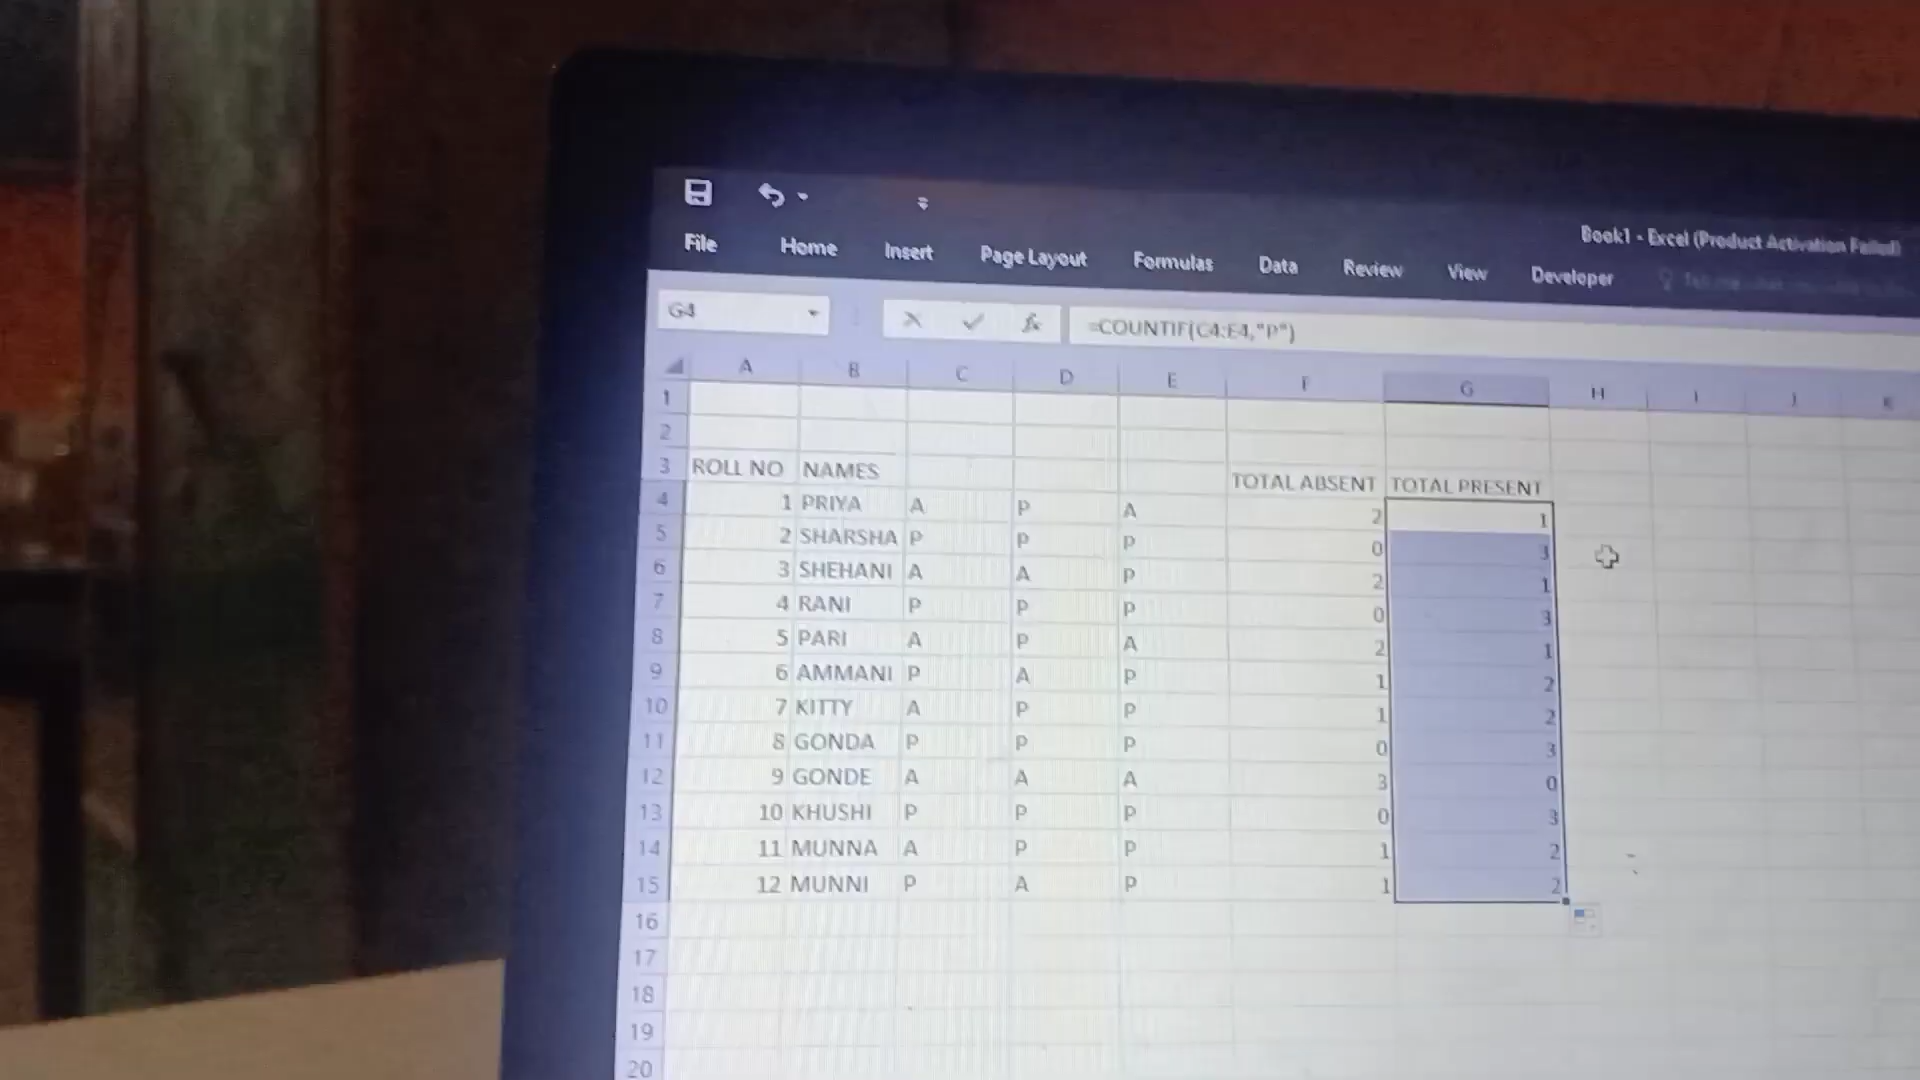 Book1 - Excel (Product Activation Failed)
File Home Insert Page Layout Formulas Data Review View Developer
G4 fx =COUNTIF(C4:E4,"P")
A B C D E F G H I J K
1
2
3 ROLL NO NAMES TOTAL ABSENT TOTAL PRESENT
4 1 PRIYA A P A 2 1
5 2 SHARSHA P P P 0 3
6 3 SHEHANI A A P 2 1
7 4 RANI P P P 0 3
8 5 PARI A P A 2 1
9 6 AMMANI P A P 1 2
10 7 KITTY A P P 1 2
11 8 GONDA P P P 0 3
12 9 GONDE A A A 3 0
13 10 KHUSHI P P P 0 3
14 11 MUNNA A P P 1 2
15 12 MUNNI P A P 1 2
16
17
18
19
20